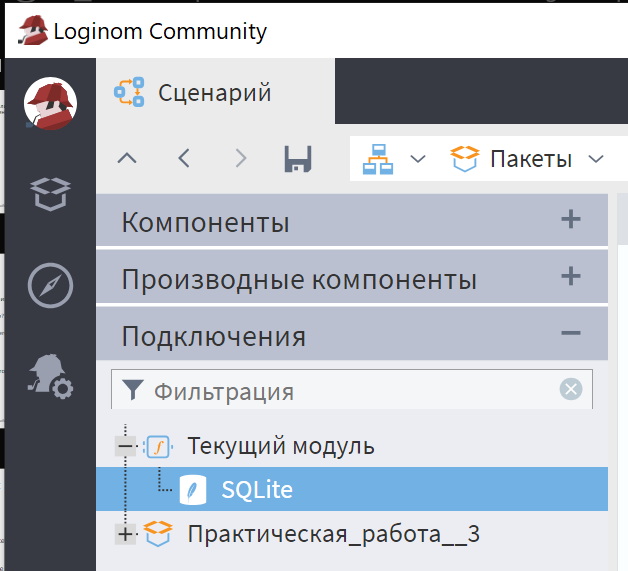 Loginom Community
Сценарий
Пакеты
Компоненты
Производные компоненты
Подключения
Фильтрация
Текущий модуль
SQLite
Практическая_работа__3